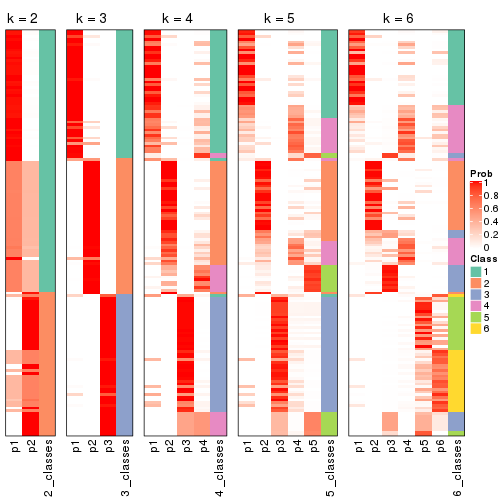 k = 2
k = 3
k = 4
k = 5
k = 6
Prob
1
0.8
0.6
0.4
0.2
0
Class
1
2
3
4
5
6
p1
p2
2_classes
p1
p2
p3
3_classes
p1
p2
p3
p4
4_classes
p1
p2
p3
p4
p5
5_classes
p1
p2
p3
p4
p5
p6
6_classes